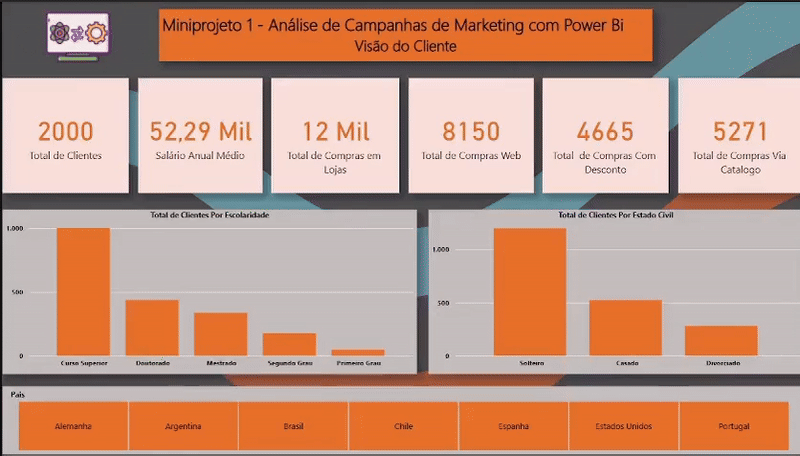 Miniprojeto 1 - Análise de Campanhas de Marketing com Power Bi
Visão do Cliente
2000
Total de Clientes
52,29 Mil
Salário Anual Médio
12 Mil
Total de Compras em
Lojas
8150
Total de Compras Web
4665
Total de Compras Com
Desconto
5271
Total de Compras Via
Catalogo
Total de Clientes Por Escolaridade
1.000
500
0
Curso Superior
Doutorado
Mestrado
Segundo Grau
Primeiro Grau
Total de Clientes Por Estado Civil
1.000
500
0
Solteiro
Casado
Divorciado
País
Alemanha
Argentina
Brasil
Chile
Espanha
Estados Unidos
Portugal